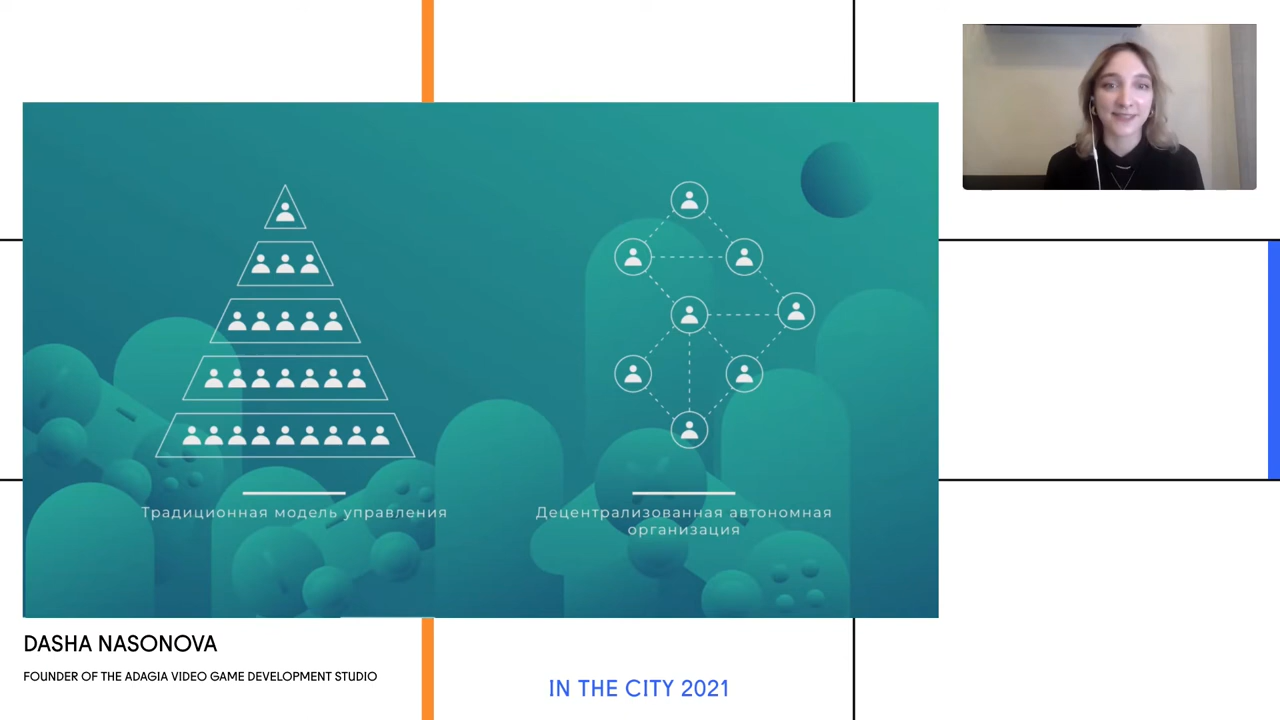 Традиционная модель управления
Децентрализованная автономная
организация
DASHA NASONOVA
FOUNDER OF THE ADAGIA VIDEO GAME DEVELOPMENT STUDIO
IN THE CITY 2021